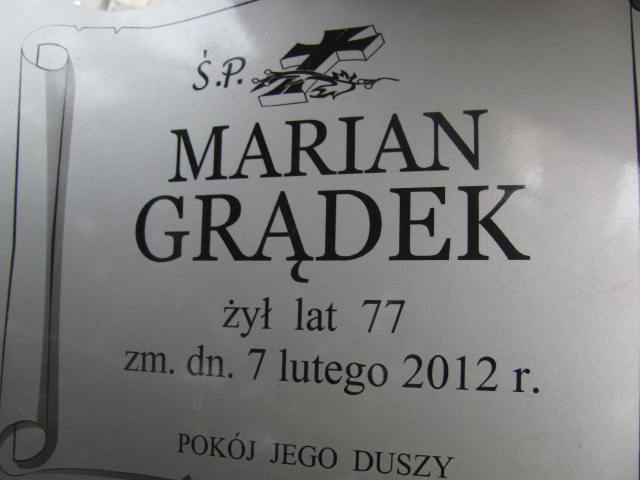 Ś.P.
MARIAN
GRĄDEK
żył lat 77
zm. dn. 7 lutego 2012 r.
POKÓJ JEGO DUSZY